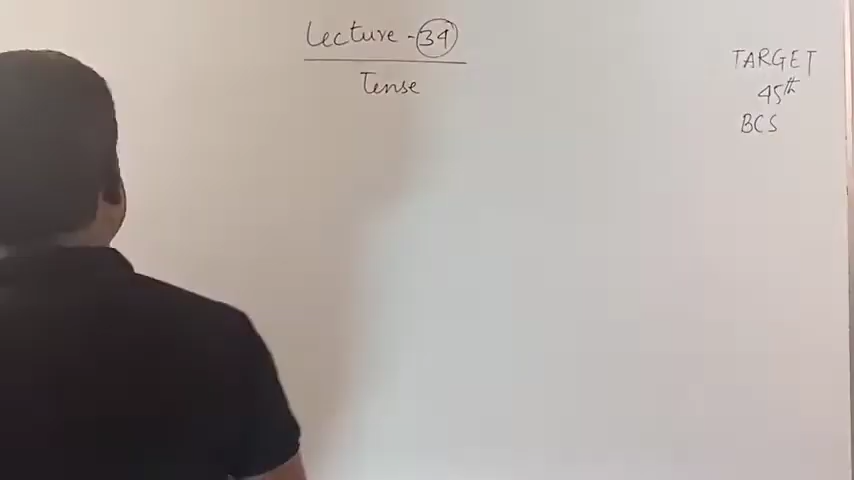 Lecture - 34
Tense
TARGET
45th
BCS